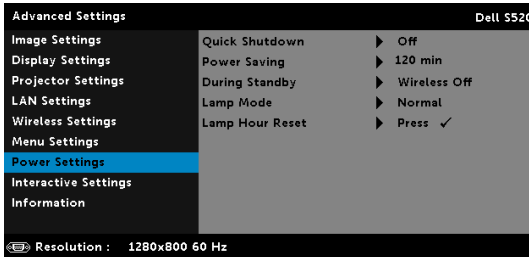 Advanced Settings Dell S520
Image Settings
Display Settings
Projector Settings
LAN Settings
Wireless Settings
Menu Settings
Power Settings
Interactive Settings
Information
Quick Shutdown Off
Power Saving 120 min
During Standby Wireless Off
Lamp Mode Normal
Lamp Hour Reset Press ✓
Resolution : 1280x800 60 Hz